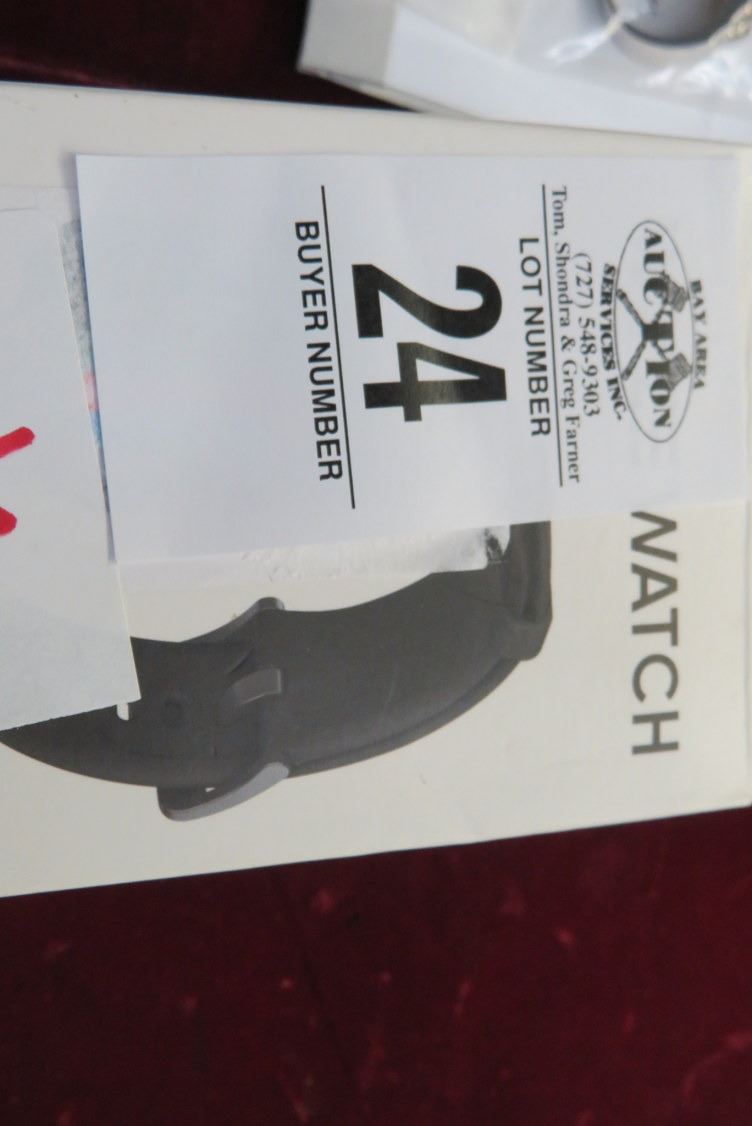 BAY AREA
AUCTION
SERVICES INC.
(727) 548-9303
Tom, Shondra & Greg Farner
LOT NUMBER
24
BUYER NUMBER
WATCH